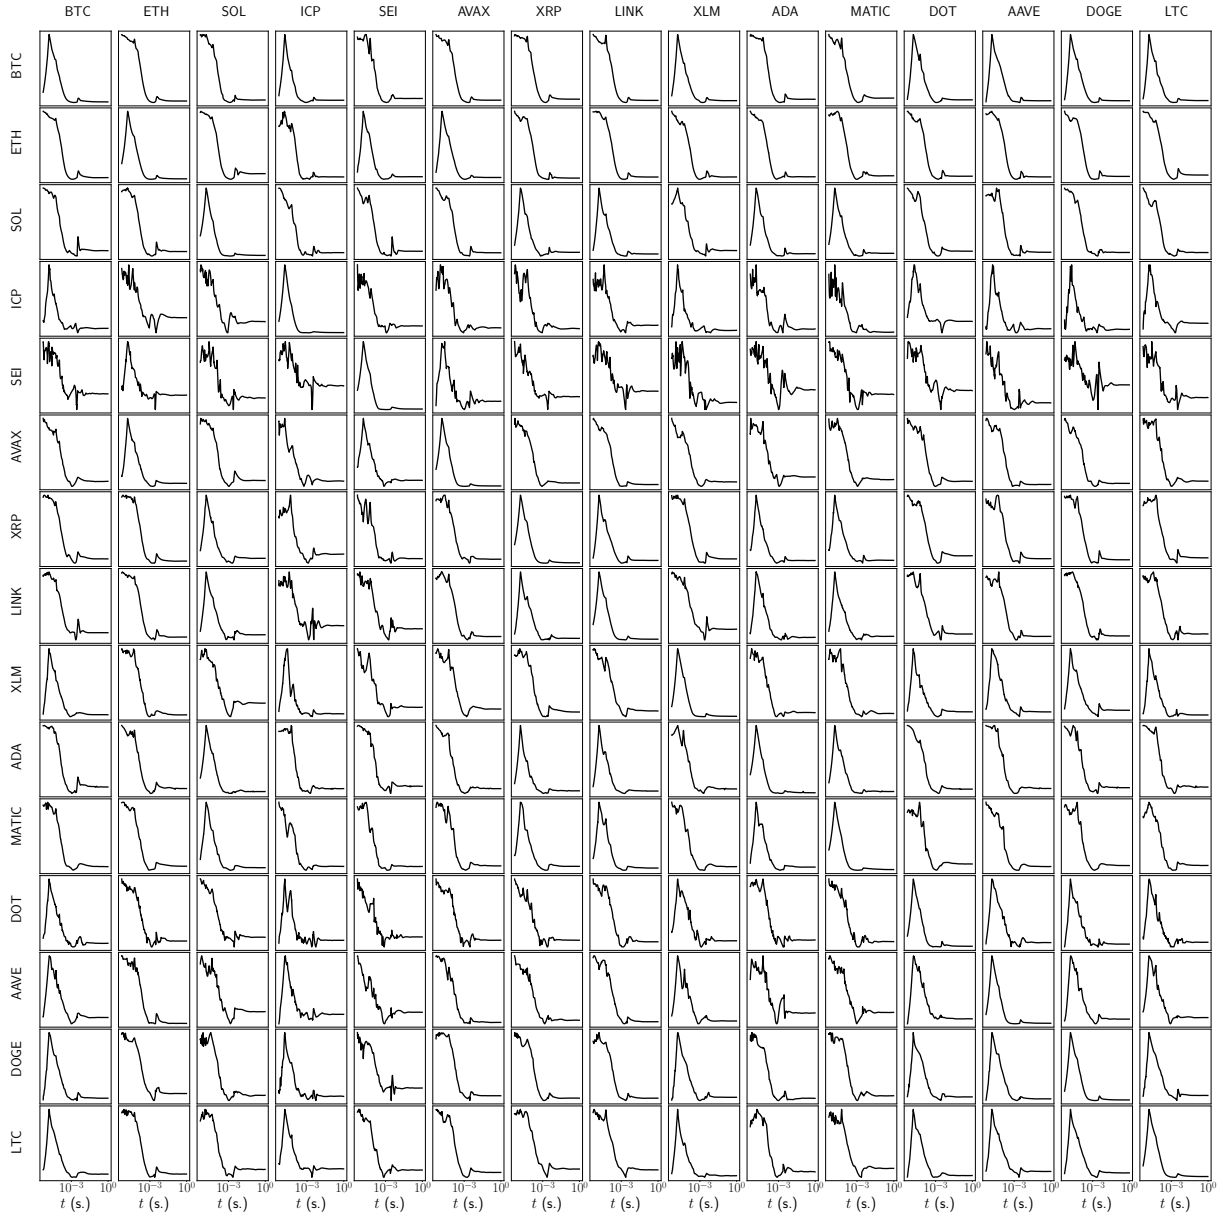 BTC ETH SOL ICP SEI AVAX XRP LINK XLM ADA MATIC DOT AAVE DOGE LTC
BTC
ETH
SOL
ICP
SEI
AVAX
XRP
LINK
XLM
ADA
MATIC
DOT
AAVE
DOGE
LTC
10⁻³ 10⁰ 10⁻³ 10⁰ 10⁻³ 10⁰ 10⁻³ 10⁰ 10⁻³ 10⁰ 10⁻³ 10⁰ 10⁻³ 10⁰ 10⁻³ 10⁰ 10⁻³ 10⁰ 10⁻³ 10⁰ 10⁻³ 10⁰ 10⁻³ 10⁰ 10⁻³ 10⁰ 10⁻³ 10⁰ 10⁻³ 10⁰
t (s.) t (s.) t (s.) t (s.) t (s.) t (s.) t (s.) t (s.) t (s.) t (s.) t (s.) t (s.) t (s.) t (s.) t (s.)